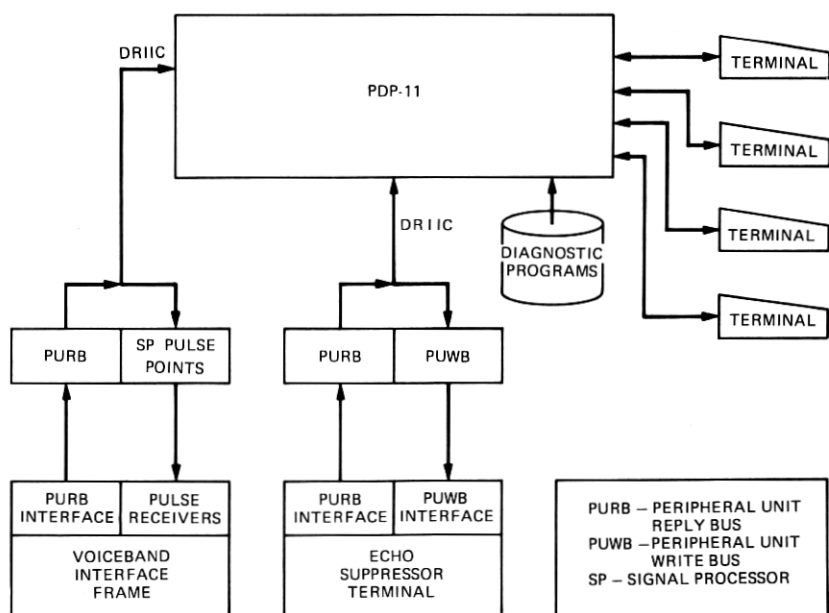 DRIIC
PDP-11
TERMINAL
TERMINAL
TERMINAL
TERMINAL
DRIIC
DIAGNOSTIC
PROGRAMS
PURB
SP PULSE
POINTS
PURB
PUWB
PURB
INTERFACE
PULSE
RECEIVERS
VOICEBAND
INTERFACE
FRAME
PURB
INTERFACE
PUWB
INTERFACE
ECHO
SUPPRESSOR
TERMINAL
PURB – PERIPHERAL UNIT
REPLY BUS
PUWB – PERIPHERAL UNIT
WRITE BUS
SP – SIGNAL PROCESSOR